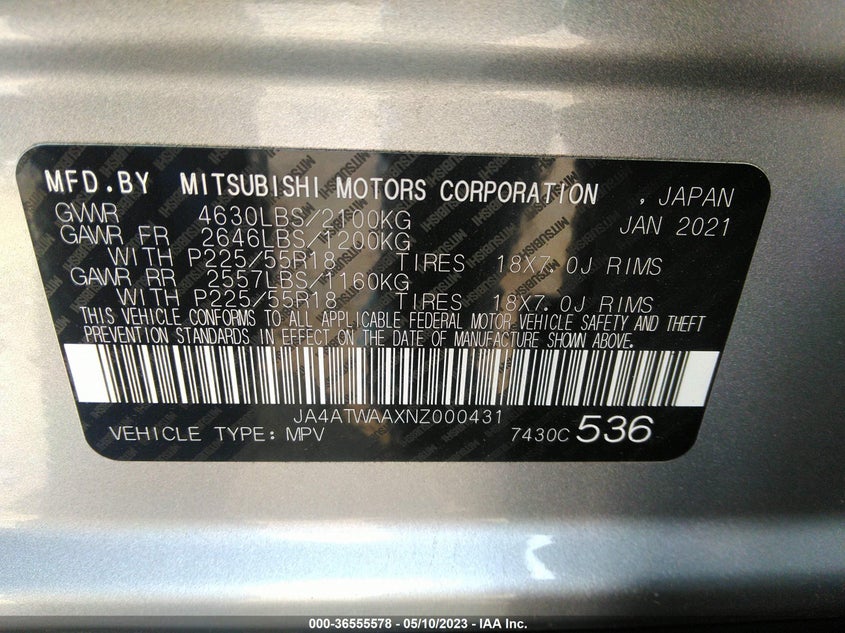 MFD.BY MITSUBISHI MOTORS CORPORATION , JAPAN
GVWR 4630LBS/2100KG JAN 2021
GAWR FR 2646LBS/1200KG
WITH P225/55R18 TIRES 18X7.0J RIMS
GAWR RR 2557LBS/1160KG
WITH P225/55R18 TIRES 18X7.0J RIMS
THIS VEHICLE CONFORMS TO ALL APPLICABLE FEDERAL MOTOR VEHICLE SAFETY AND THEFT
PREVENTION STANDARDS IN EFFECT ON THE DATE OF MANUFACTURE SHOWN ABOVE.
JA4ATWAAXNZ000431
VEHICLE TYPE: MPV 7430C 536
000-36555578 - 05/10/2023 - IAA Inc.